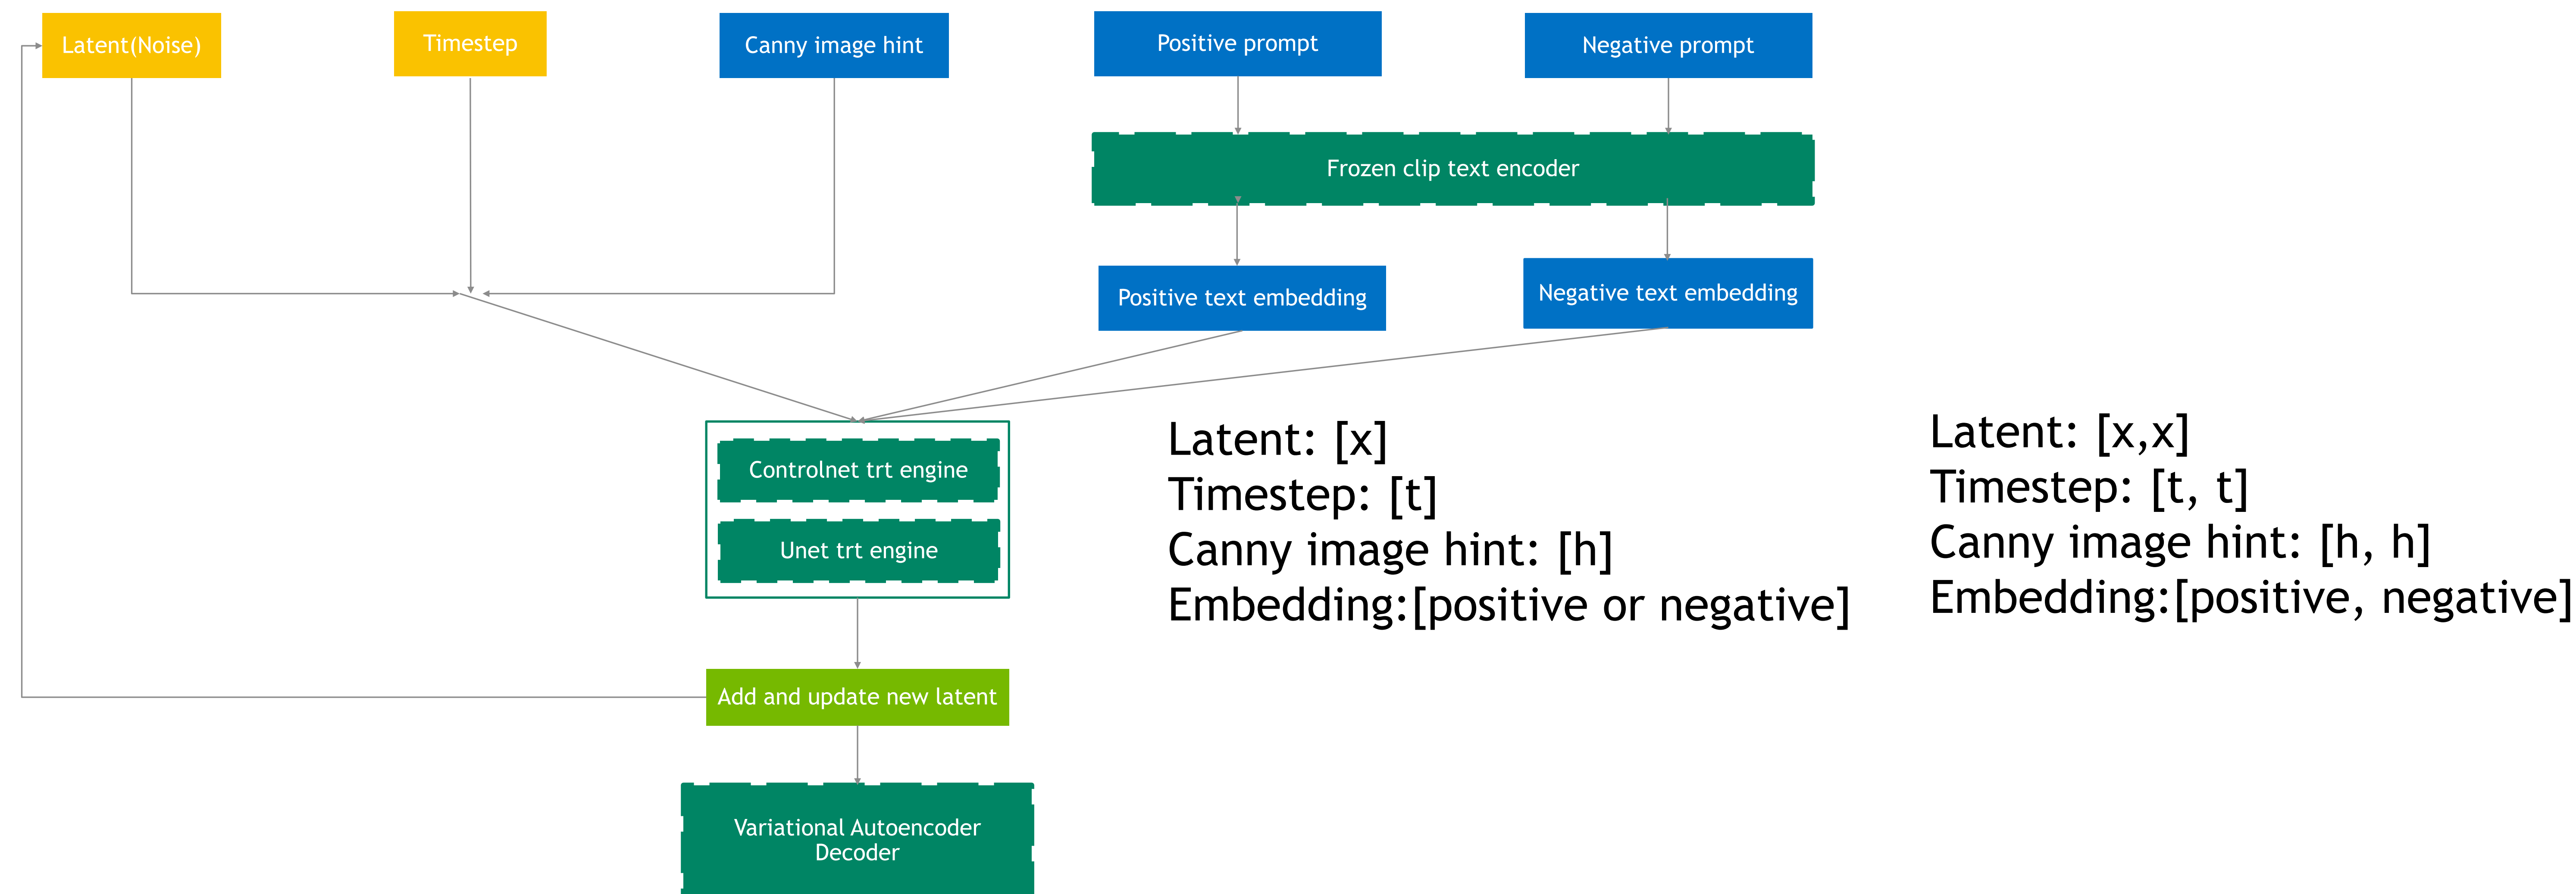 Latent(Noise)
Timestep
Canny image hint
Positive prompt
Negative prompt
Frozen clip text encoder
Positive text embedding
Negative text embedding
Controlnet trt engine
Unet trt engine
Latent: [x]
Timestep: [t]
Canny image hint: [h]
Embedding:[positive or negative]
Latent: [x,x]
Timestep: [t, t]
Canny image hint: [h, h]
Embedding:[positive, negative]
Add and update new latent
Variational Autoencoder
Decoder